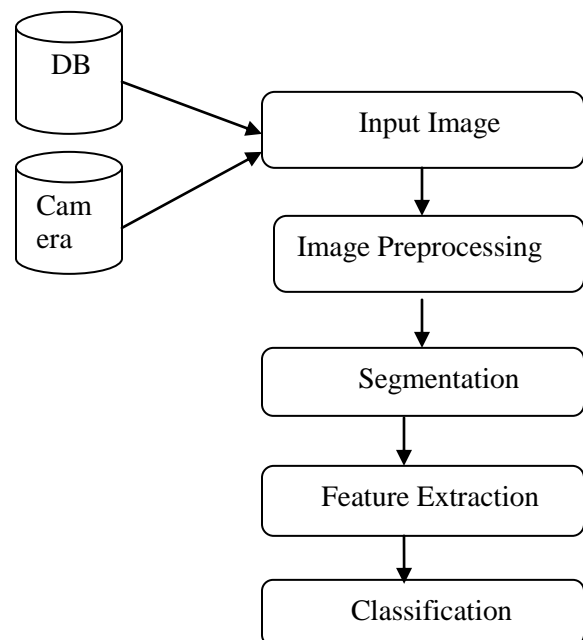 DB
Input Image
Cam
era
Image Preprocessing
Segmentation
Feature Extraction
Classification